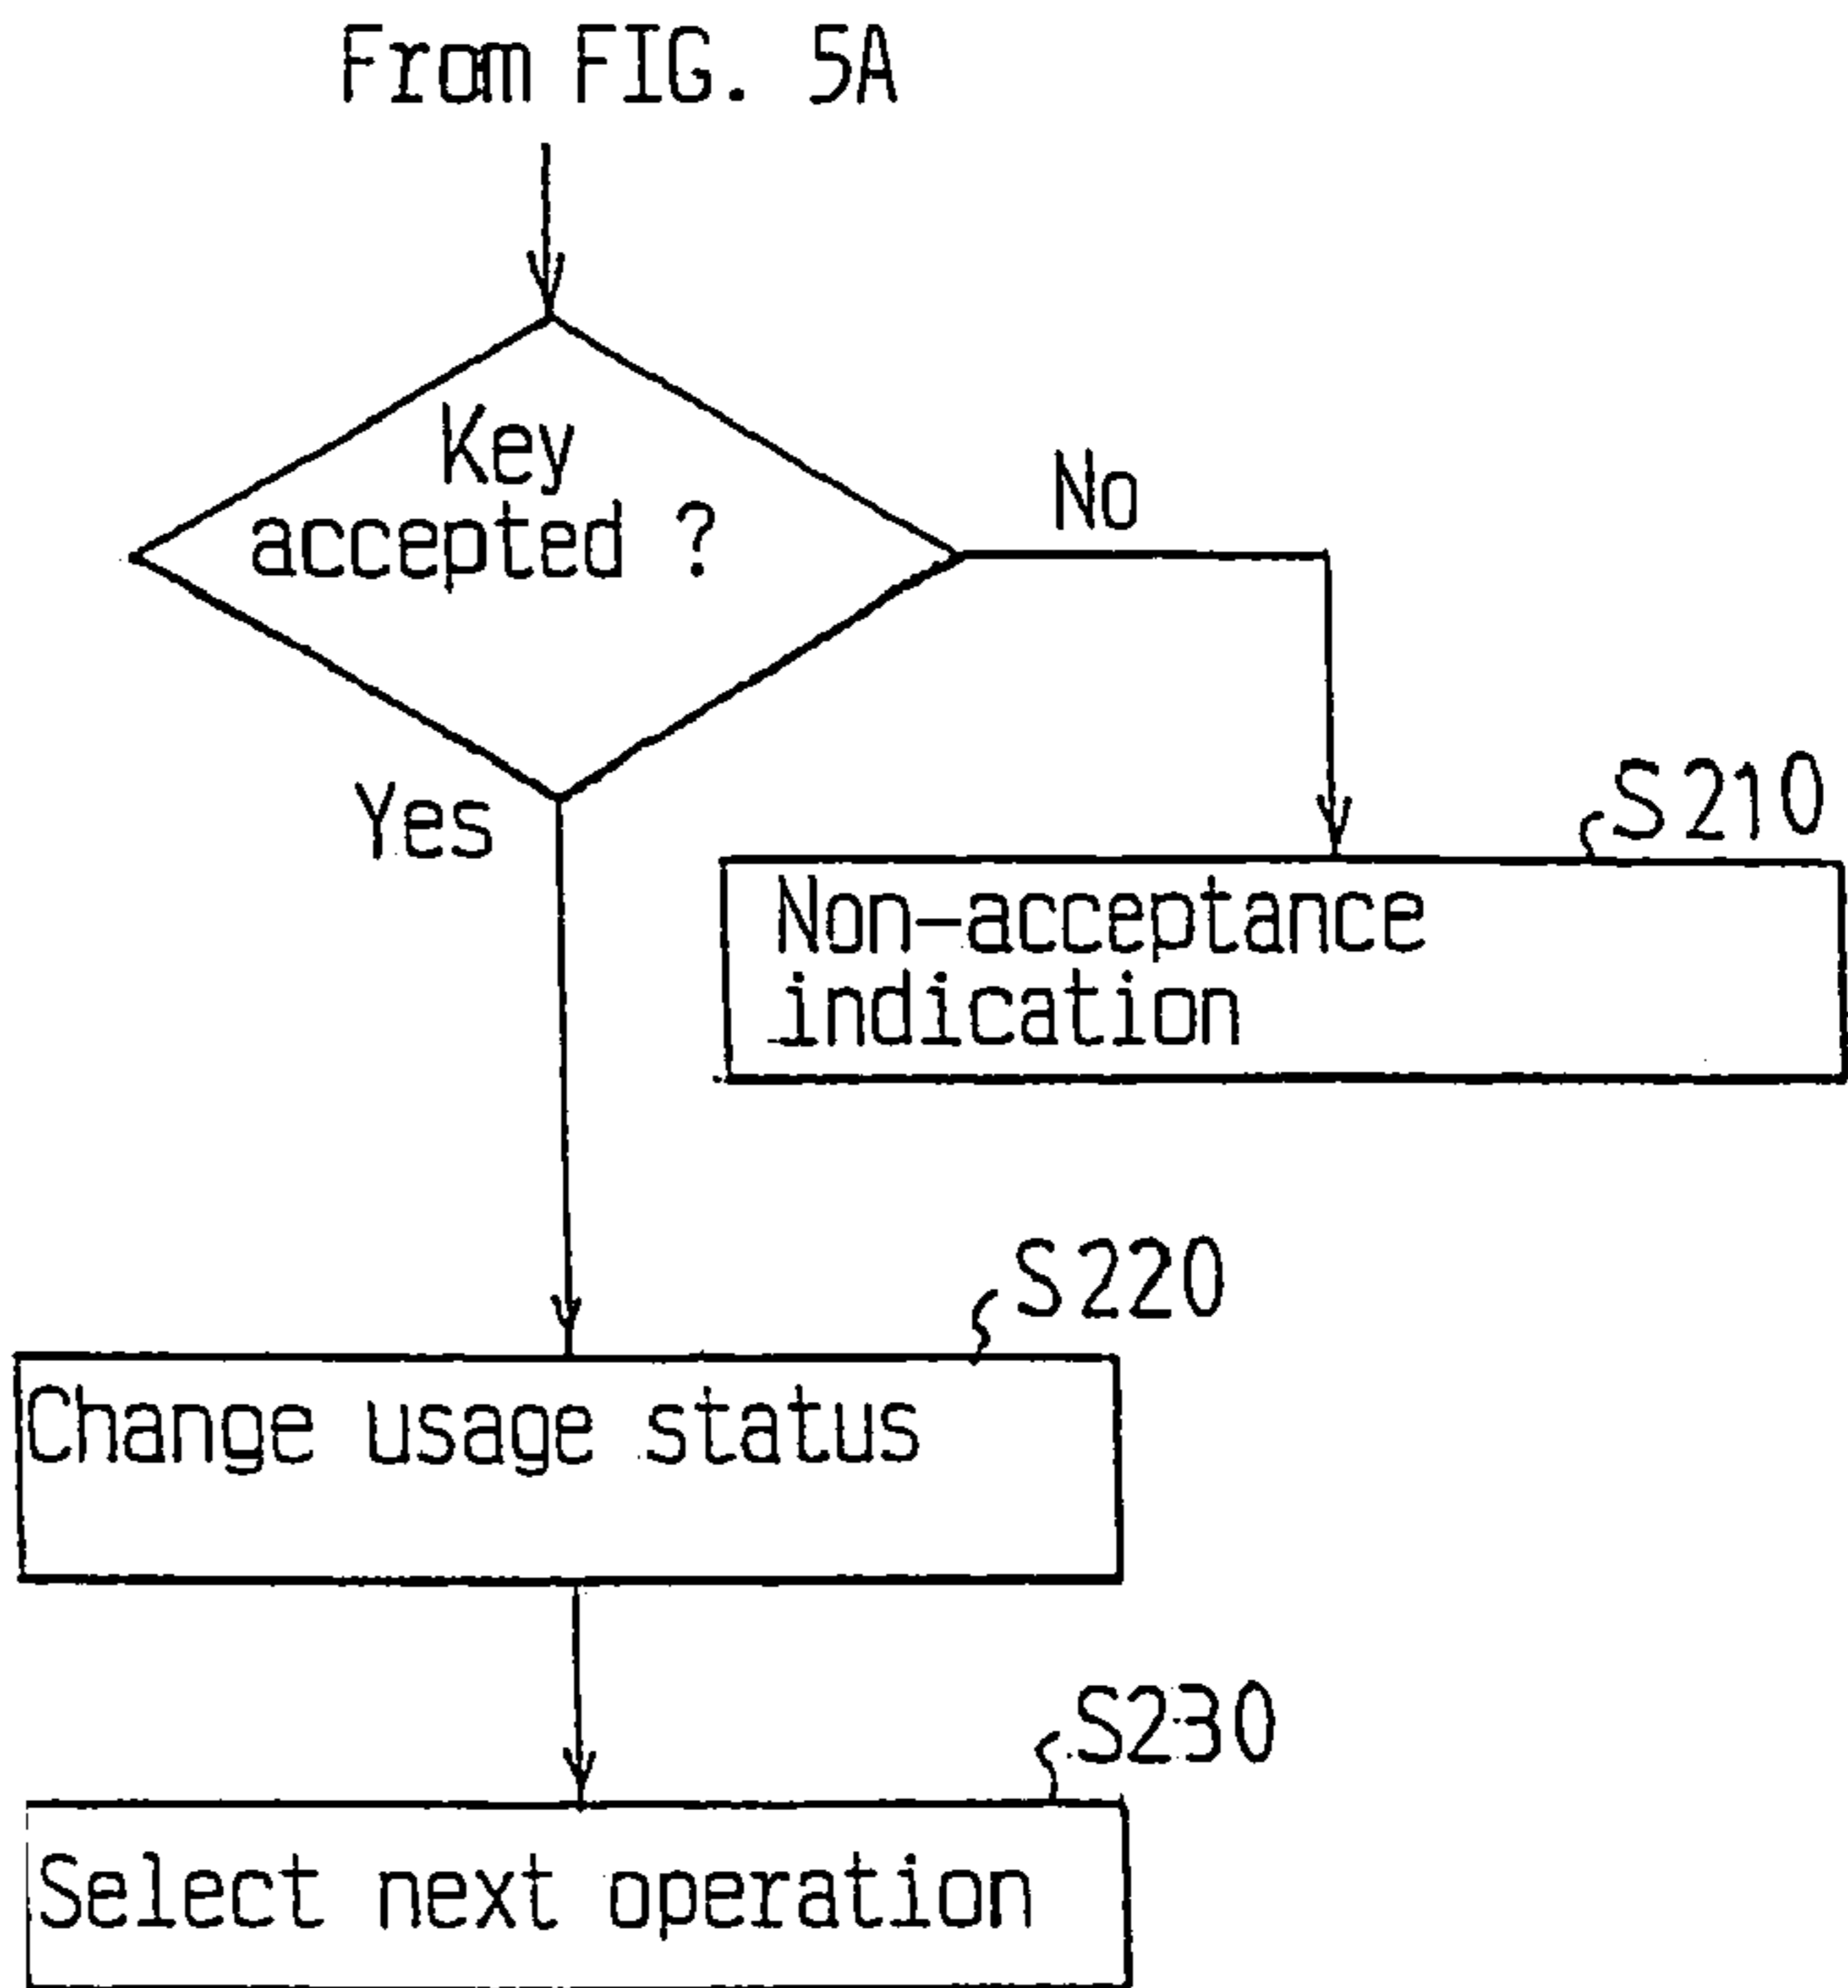 From FIG. 5A
Key
accepted ?
No
Yes
S210
Non-acceptance
indication
S220
Change usage status
S230
Select next operation